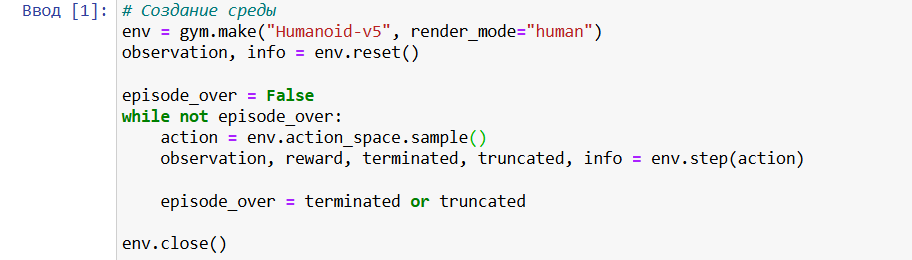 Ввод [1]: # Создание среды
env = gym.make("Humanoid-v5", render_mode="human")
observation, info = env.reset()
episode_over = False
while not episode_over:
    action = env.action_space.sample()
    observation, reward, terminated, truncated, info = env.step(action)
    episode_over = terminated or truncated
env.close()